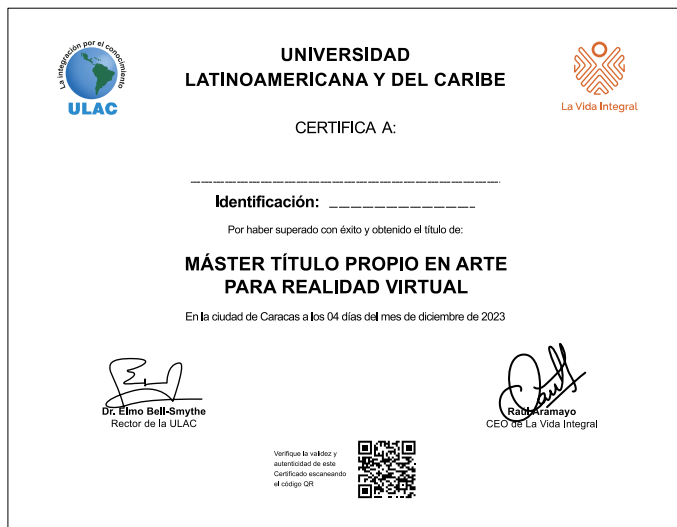 La integración por el conocimiento
ULAC
UNIVERSIDAD
LATINOAMERICANA Y DEL CARIBE
La Vida Integral
CERTIFICA A:
Identificación:
Por haber superado con éxito y obtenido el título de:
MÁSTER TÍTULO PROPIO EN ARTE
PARA REALIDAD VIRTUAL
En la ciudad de Caracas a los 04 días del mes de diciembre de 2023
Dr. Elmo Bell-Smythe
Rector de la ULAC
Raúl Aramayo
CEO de La Vida Integral
Verifique la validez y
autenticidad de este
Certificado escaneando
el código QR